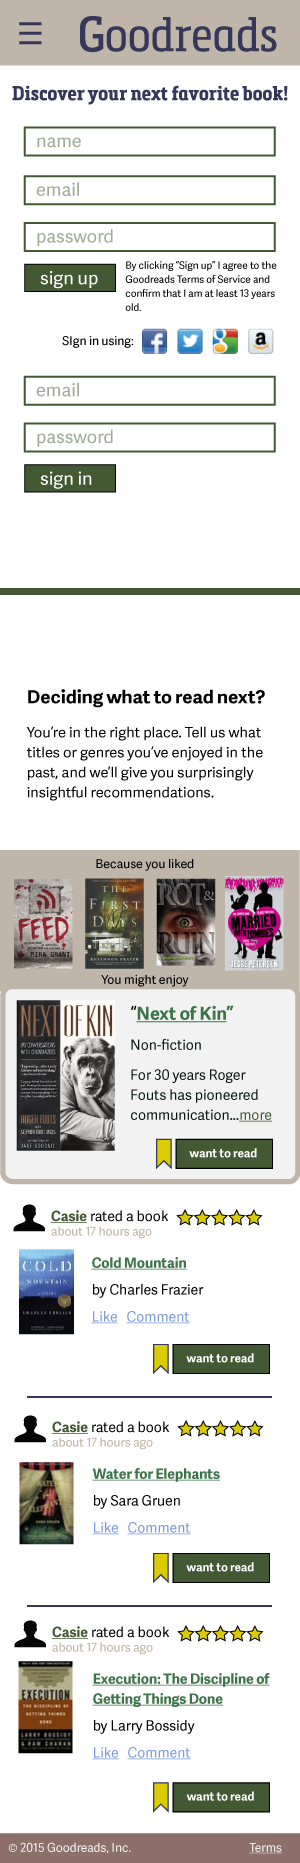 Goodreads
Discover your next favorite book!
name
email
password
sign up
By clicking "Sign up" I agree to the
Goodreads Terms of Service and
confirm that I am at least 13 years
old.
SIgn in using:
email
password
sign in
Deciding what to read next?
You're in the right place. Tell us what
titles or genres you've enjoyed in the
past, and we'll give you surprisingly
insightful recommendations.
Because you liked
FEED
MIRA GRANT
THE
FIRST
DAYS
RHIANNON FRATER
ROT &
RUIN
MARRIED
WITH ZOMBIES
JESSE PETERSEN
You might enjoy
NEXT OF KIN
MY CONVERSATIONS
WITH CHIMPANZEES
ROGER FOUTS
JANE GOODALL
"Next of Kin"
Non-fiction
For 30 years Roger
Fouts has pioneered
communication...more
want to read
Casie rated a book
about 17 hours ago
COLD
MOUNTAIN
CHARLES FRAZIER
Cold Mountain
by Charles Frazier
Like Comment
want to read
Casie rated a book
about 17 hours ago
WATER
for
ELEPHANTS
Water for Elephants
by Sara Gruen
Like Comment
want to read
Casie rated a book
about 17 hours ago
EXECUTION
THE DISCIPLINE OF
GETTING THINGS
DONE
LARRY BOSSIDY
& RAM CHARAN
Execution: The Discipline of
Getting Things Done
by Larry Bossidy
Like Comment
want to read
© 2015 Goodreads, Inc.
Terms